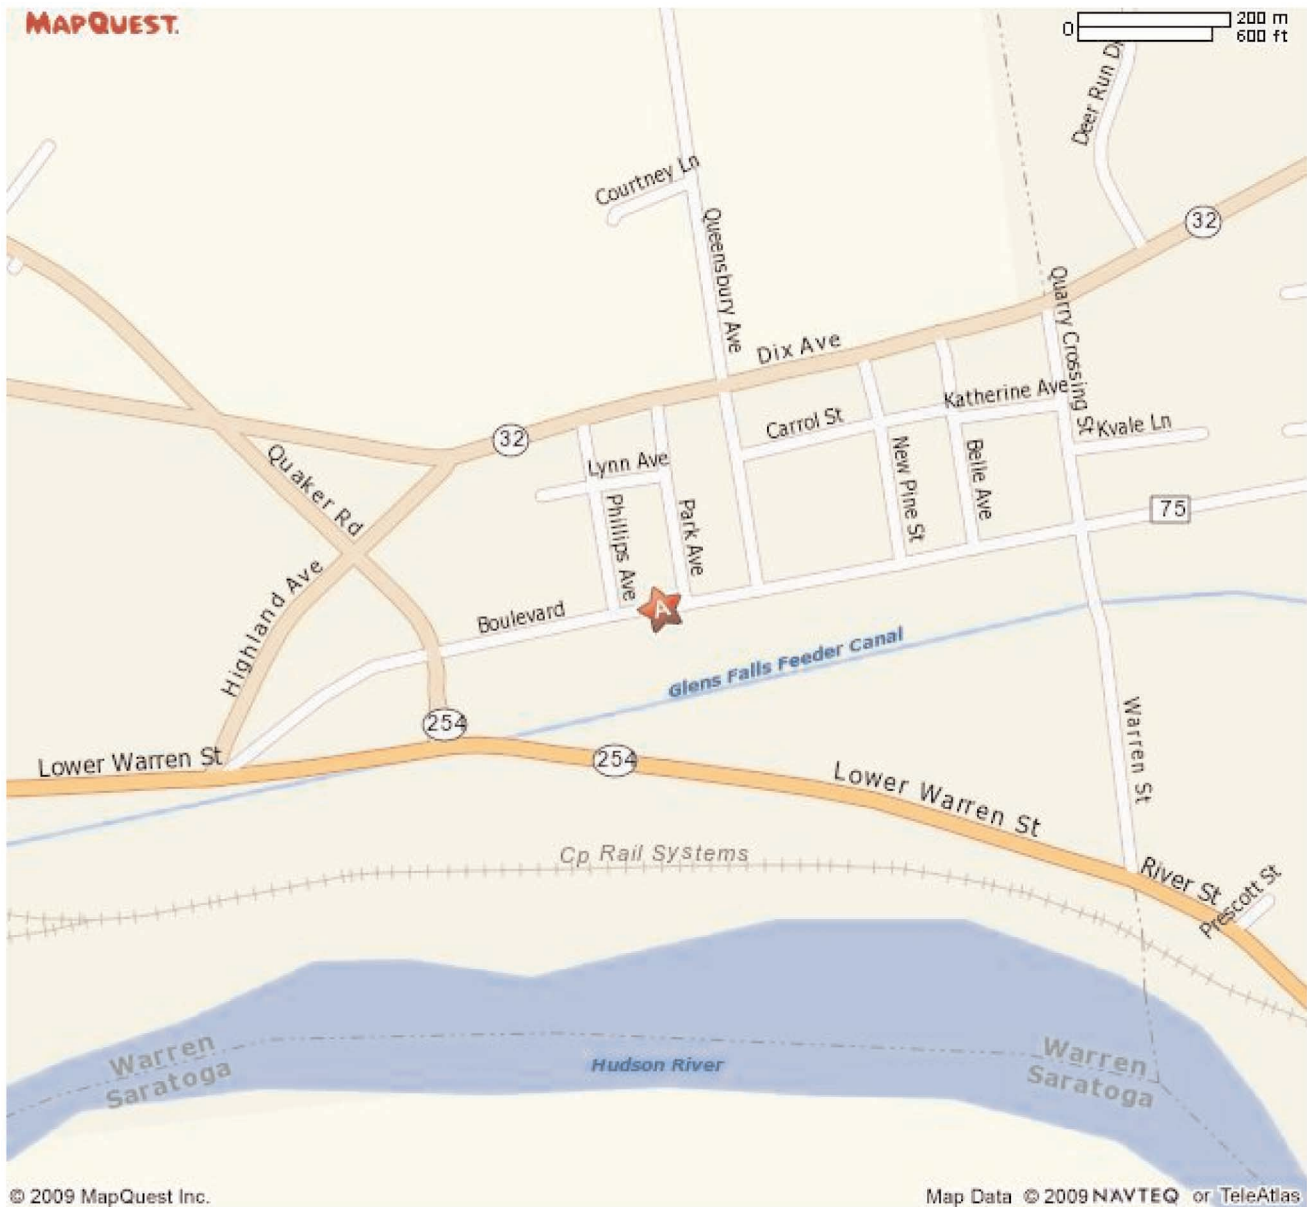 MAPQUEST.
0
200 m
600 ft
Deer Run Dr
Courtney Ln
32
Queensbury Ave
Quarry Crossing St
Dix Ave
Katherine Ave
Carrol St
Kvale Ln
32
Lynn Ave
Quaker Rd
New Pine St
Belle Ave
Phillips Ave
Park Ave
75
Highland Ave
A
Boulevard
Glens Falls Feeder Canal
254
Warren St
Lower Warren St
254
Lower Warren St
Cp Rail Systems
River St
Prescott St
Warren
Saratoga
Hudson River
Warren
Saratoga
© 2009 MapQuest Inc.
Map Data © 2009 NAVTEQ or TeleAtlas